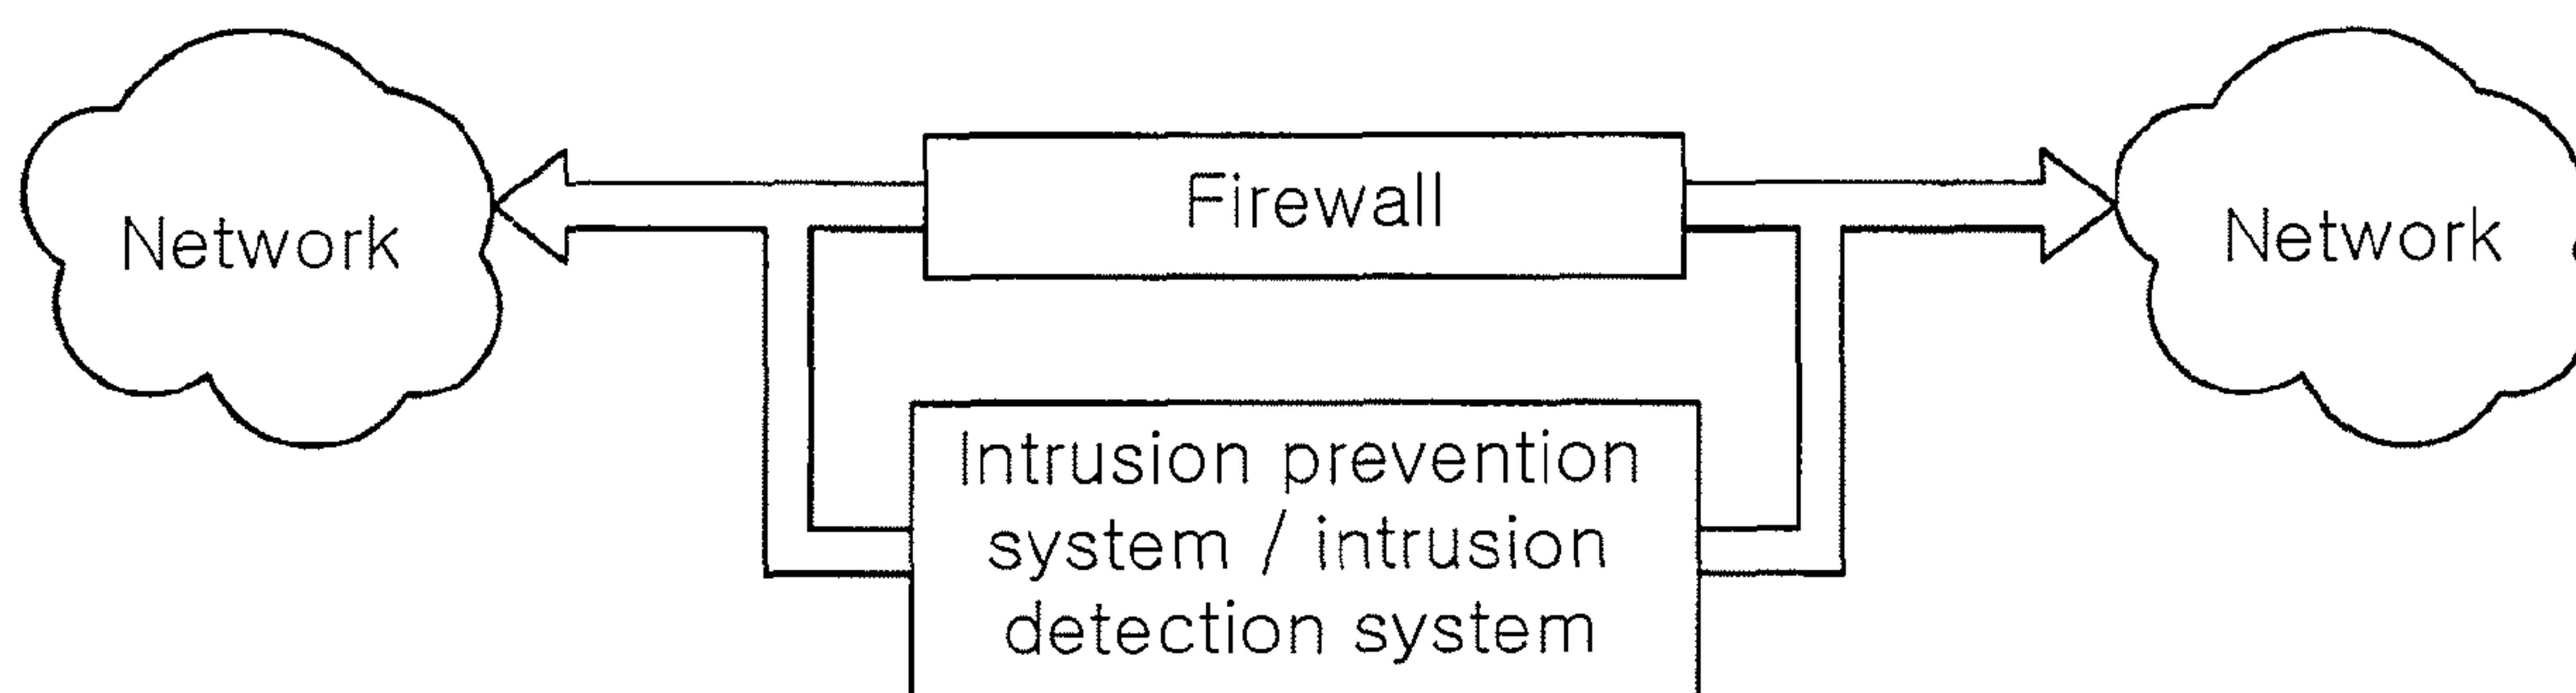 Network
Firewall
Network
Intrusion prevention
system / intrusion
detection system